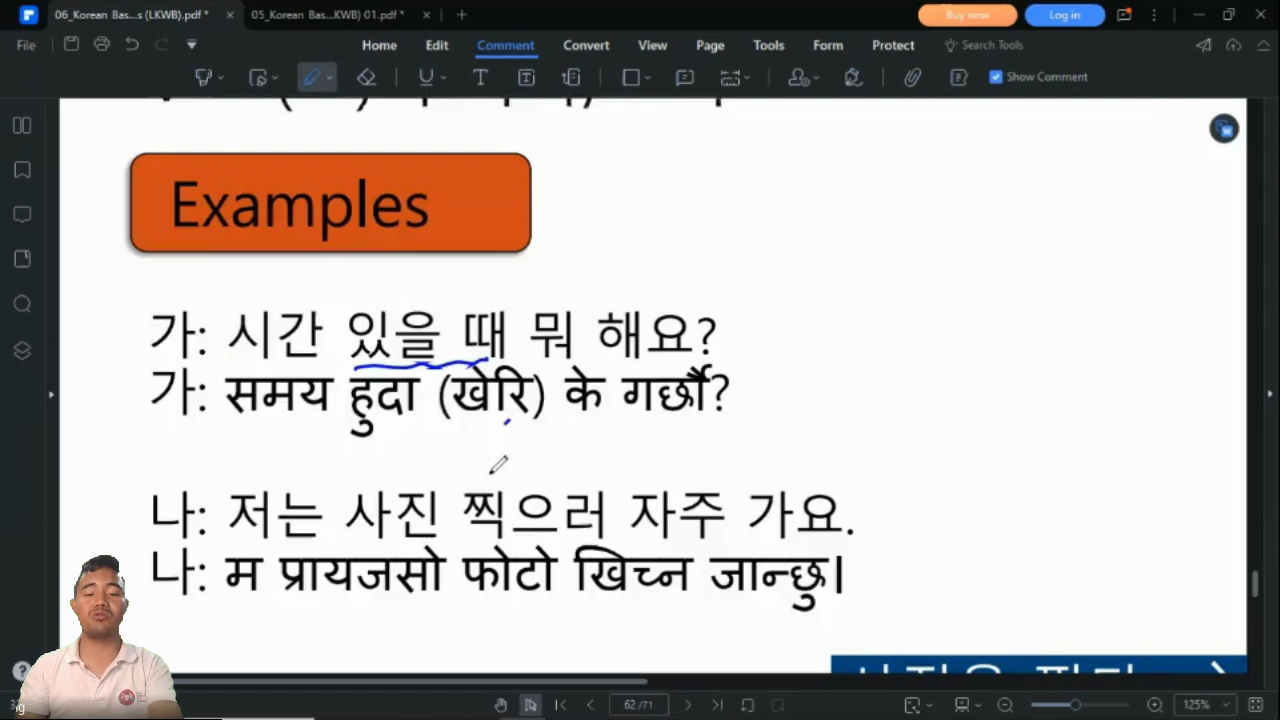 06_Korean Bas...s (LKWB).pdf *
05_Korean Bas...KWB) 01.pdf *
Buy now
Log in
File
Home
Edit
Comment
Convert
View
Page
Tools
Form
Protect
Search Tools
Show Comment
Examples
가: 시간 있을 때 뭐 해요?
가: समय हुदा (खेरि) के गर्छौ?
나: 저는 사진 찍으러 자주 가요.
나: म प्रायजसो फोटो खिच्न जान्छु।
62 /71
125%